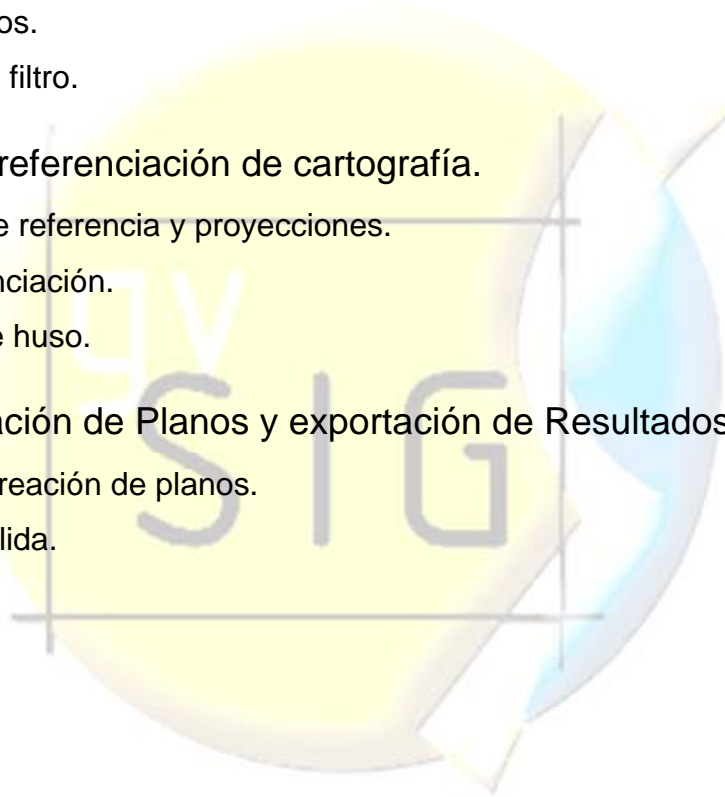 os.
filtro.
referenciación de cartografía.
e referencia y proyecciones.
nciación.
e huso.
ación de Planos y exportación de Resultados
reación de planos.
lida.
gv
SIG